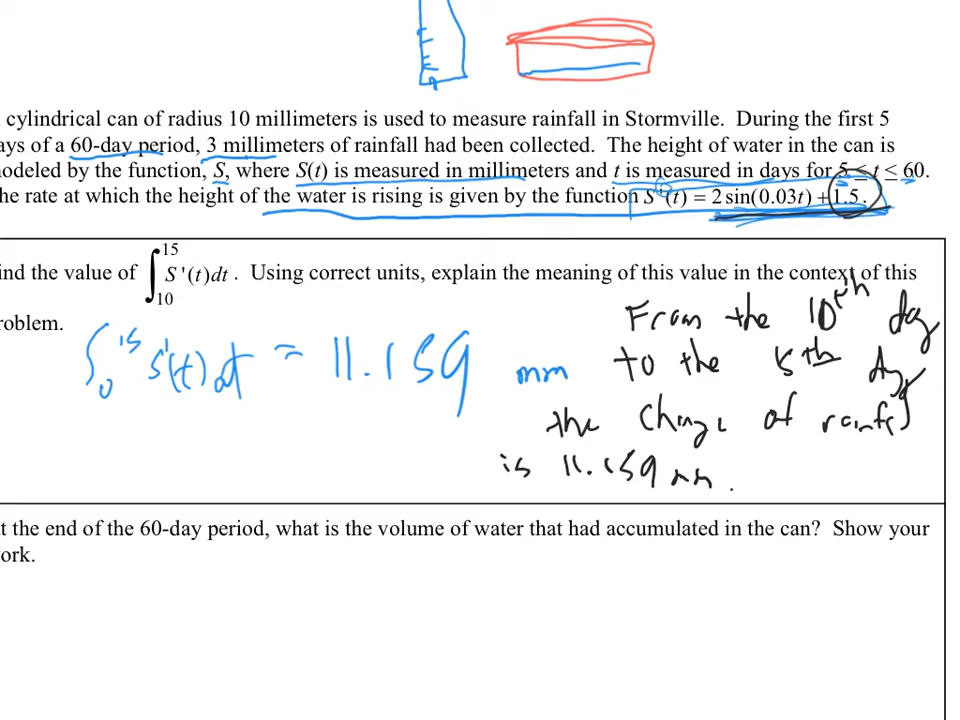 cylindrical can of radius 10 millimeters is used to measure rainfall in Stormville. During the first 5
ays of a 60-day period, 3 millimeters of rainfall had been collected. The height of water in the can is
odeled by the function, S, where S(t) is measured in millimeters and t is measured in days for 5 ≤ t ≤ 60.
he rate at which the height of the water is rising is given by the function S'(t) = 2 sin(0.03t) + 1.5.
ind the value of ∫_10^15 S'(t)dt. Using correct units, explain the meaning of this value in the context of this
roblem.
From the 10th day
∫_0^15 S'(t) dt = 11.159 mm
to the 5th day
the change of rainfall
is 11.159 mm.
t the end of the 60-day period, what is the volume of water that had accumulated in the can? Show your
ork.